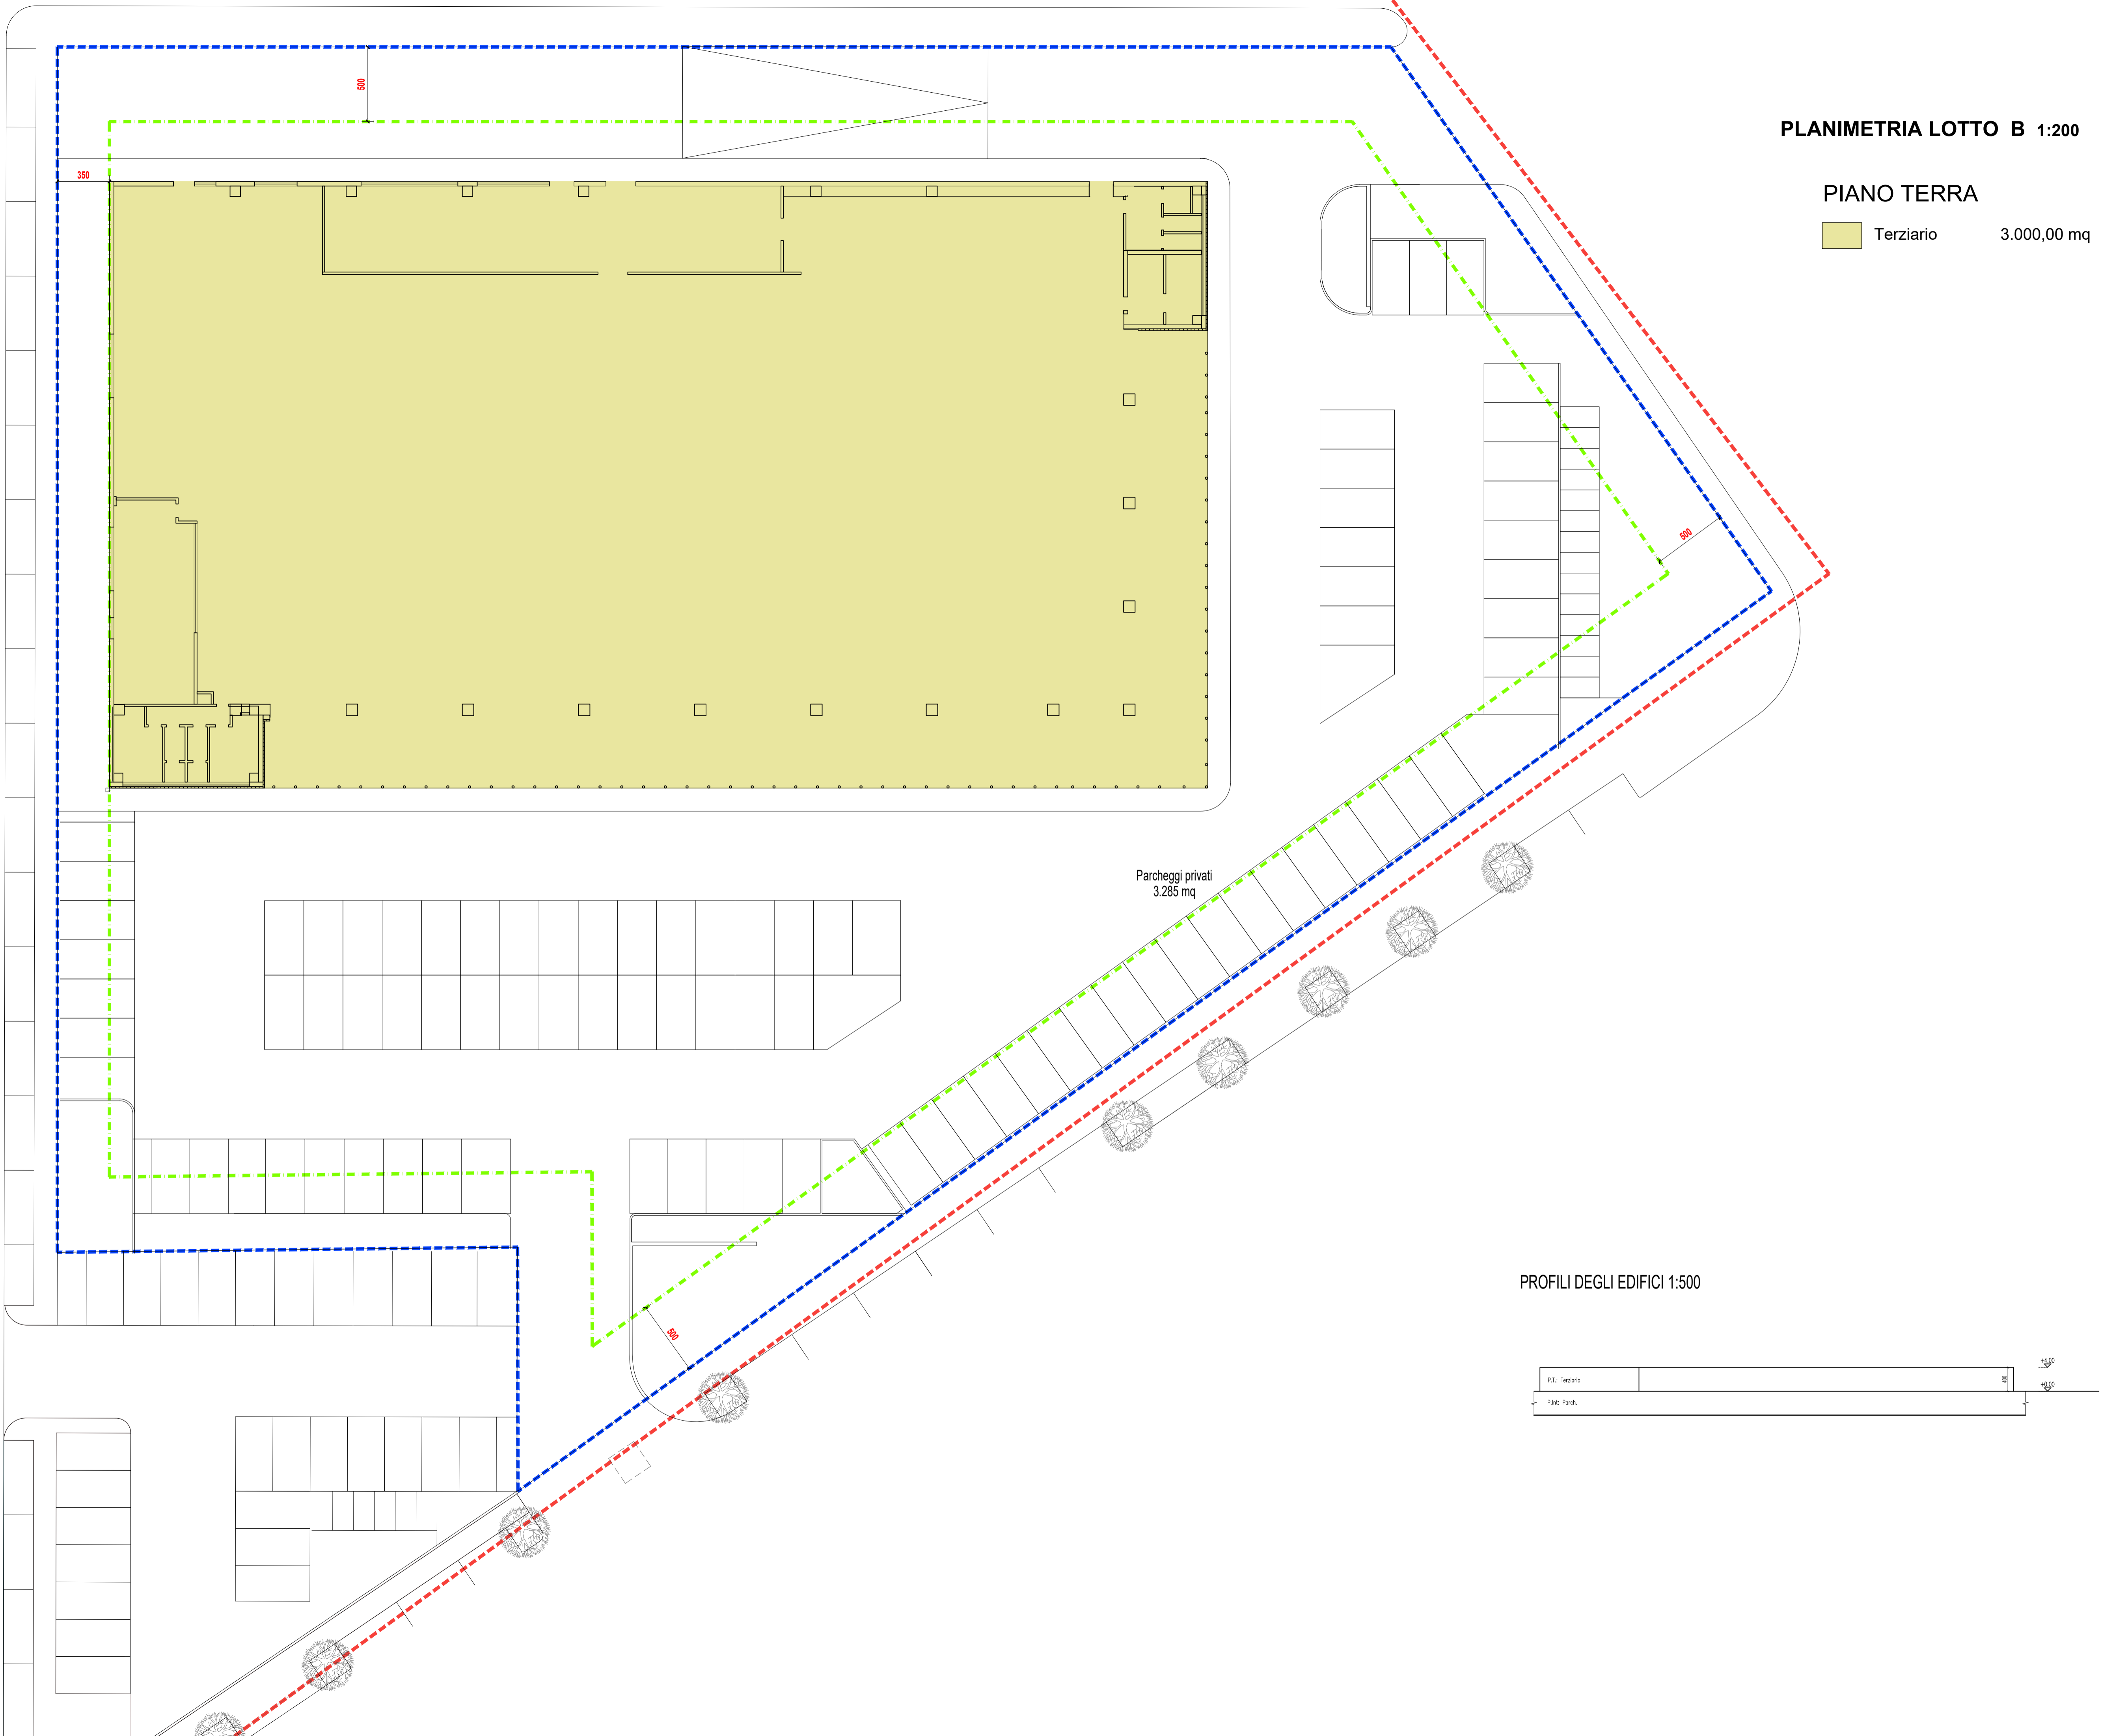 500
PLANIMETRIA LOTTO B 1:200
350
PIANO TERRA
Terziario 3.000,00 mq
500
Parcheggi privati
3.285 mq
500
PROFILI DEGLI EDIFICI 1:500
+4.00
P.T.: Terziario
400
+0.00
P.Int: Parch.